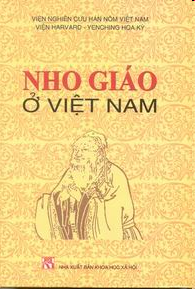 VIỆN NGHIÊN CỨU HÁN NÔM VIỆT NAM
VIỆN HARVARD - YENCHING HOA KỲ
NHO GIÁO
Ở VIỆT NAM
NHÀ XUẤT BẢN KHOA HỌC XÃ HỘI